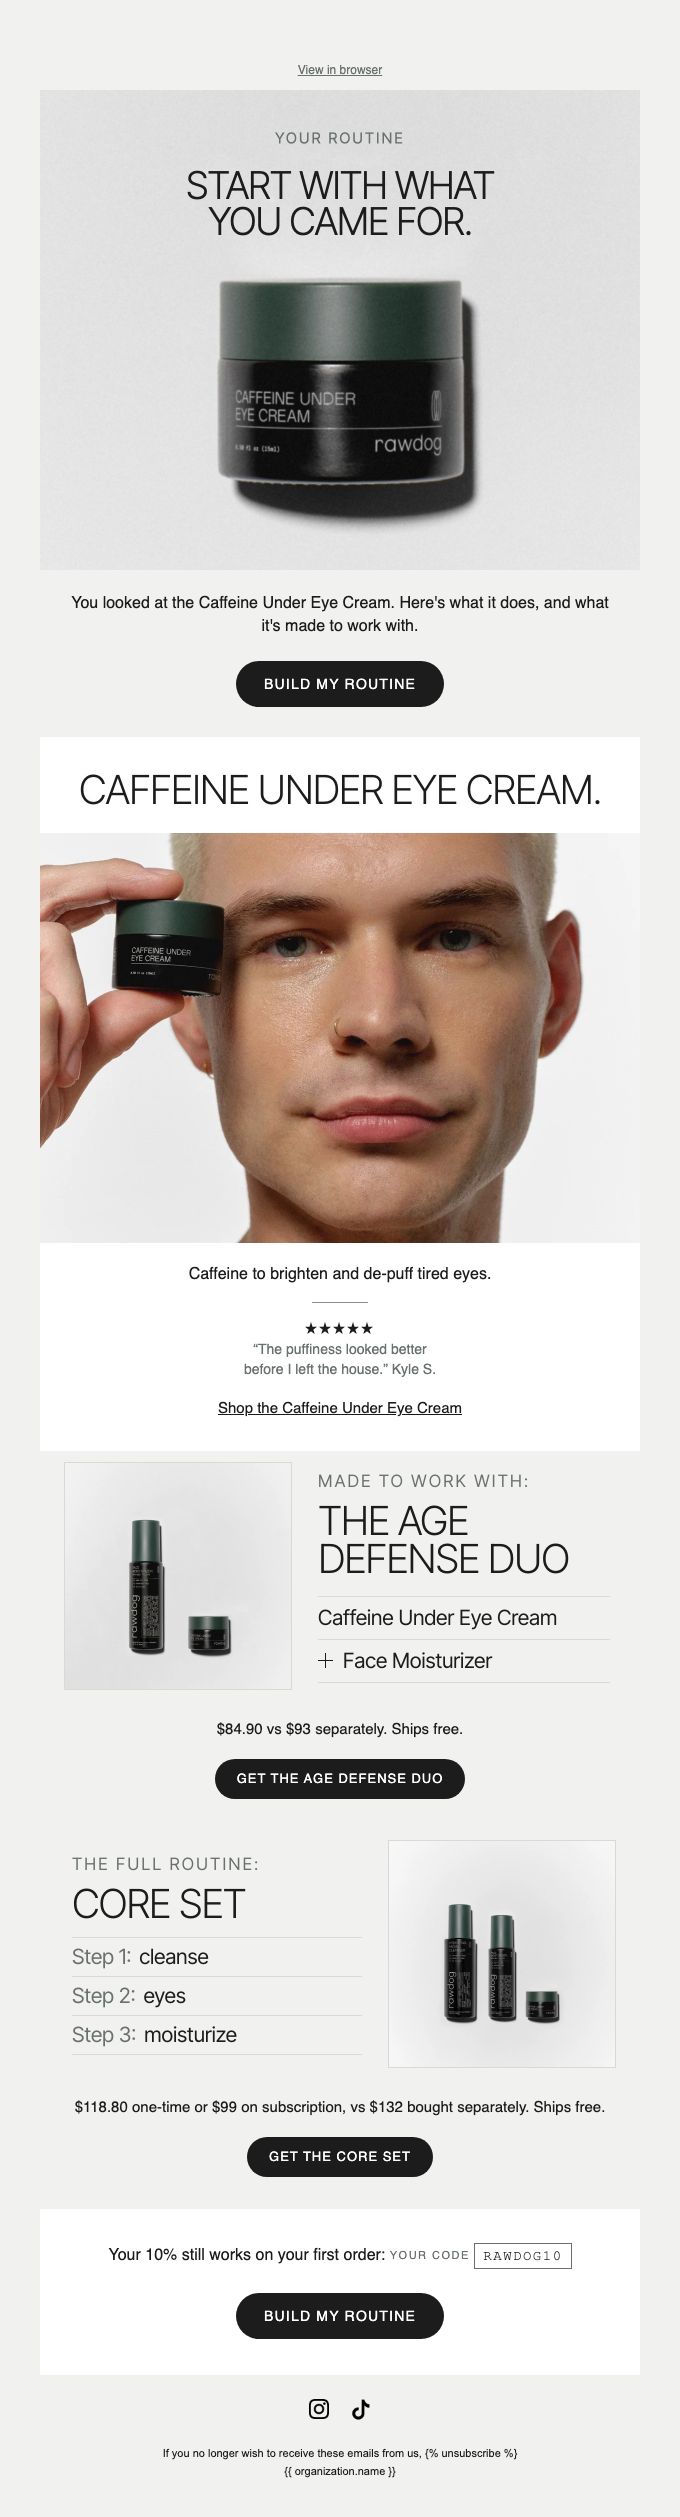 View in browser
YOUR ROUTINE
START WITH WHAT
YOU CAME FOR.
CAFFEINE UNDER
EYE CREAM
0.50 fl oz (15ml)
rawdog
You looked at the Caffeine Under Eye Cream. Here's what it does, and what
it's made to work with.
BUILD MY ROUTINE
CAFFEINE UNDER EYE CREAM.
CAFFEINE UNDER
EYE CREAM
Caffeine to brighten and de-puff tired eyes.
★★★★★
“The puffiness looked better
before I left the house.” Kyle S.
Shop the Caffeine Under Eye Cream
MADE TO WORK WITH:
THE AGE
DEFENSE DUO
rawdog
Caffeine Under Eye Cream
+ Face Moisturizer
$84.90 vs $93 separately. Ships free.
GET THE AGE DEFENSE DUO
THE FULL ROUTINE:
CORE SET
Step 1: cleanse
Step 2: eyes
Step 3: moisturize
rawdog
rawdog
$118.80 one-time or $99 on subscription, vs $132 bought separately. Ships free.
GET THE CORE SET
Your 10% still works on your first order: YOUR CODE RAWDOG10
BUILD MY ROUTINE
If you no longer wish to receive these emails from us, {% unsubscribe %}
{{ organization.name }}